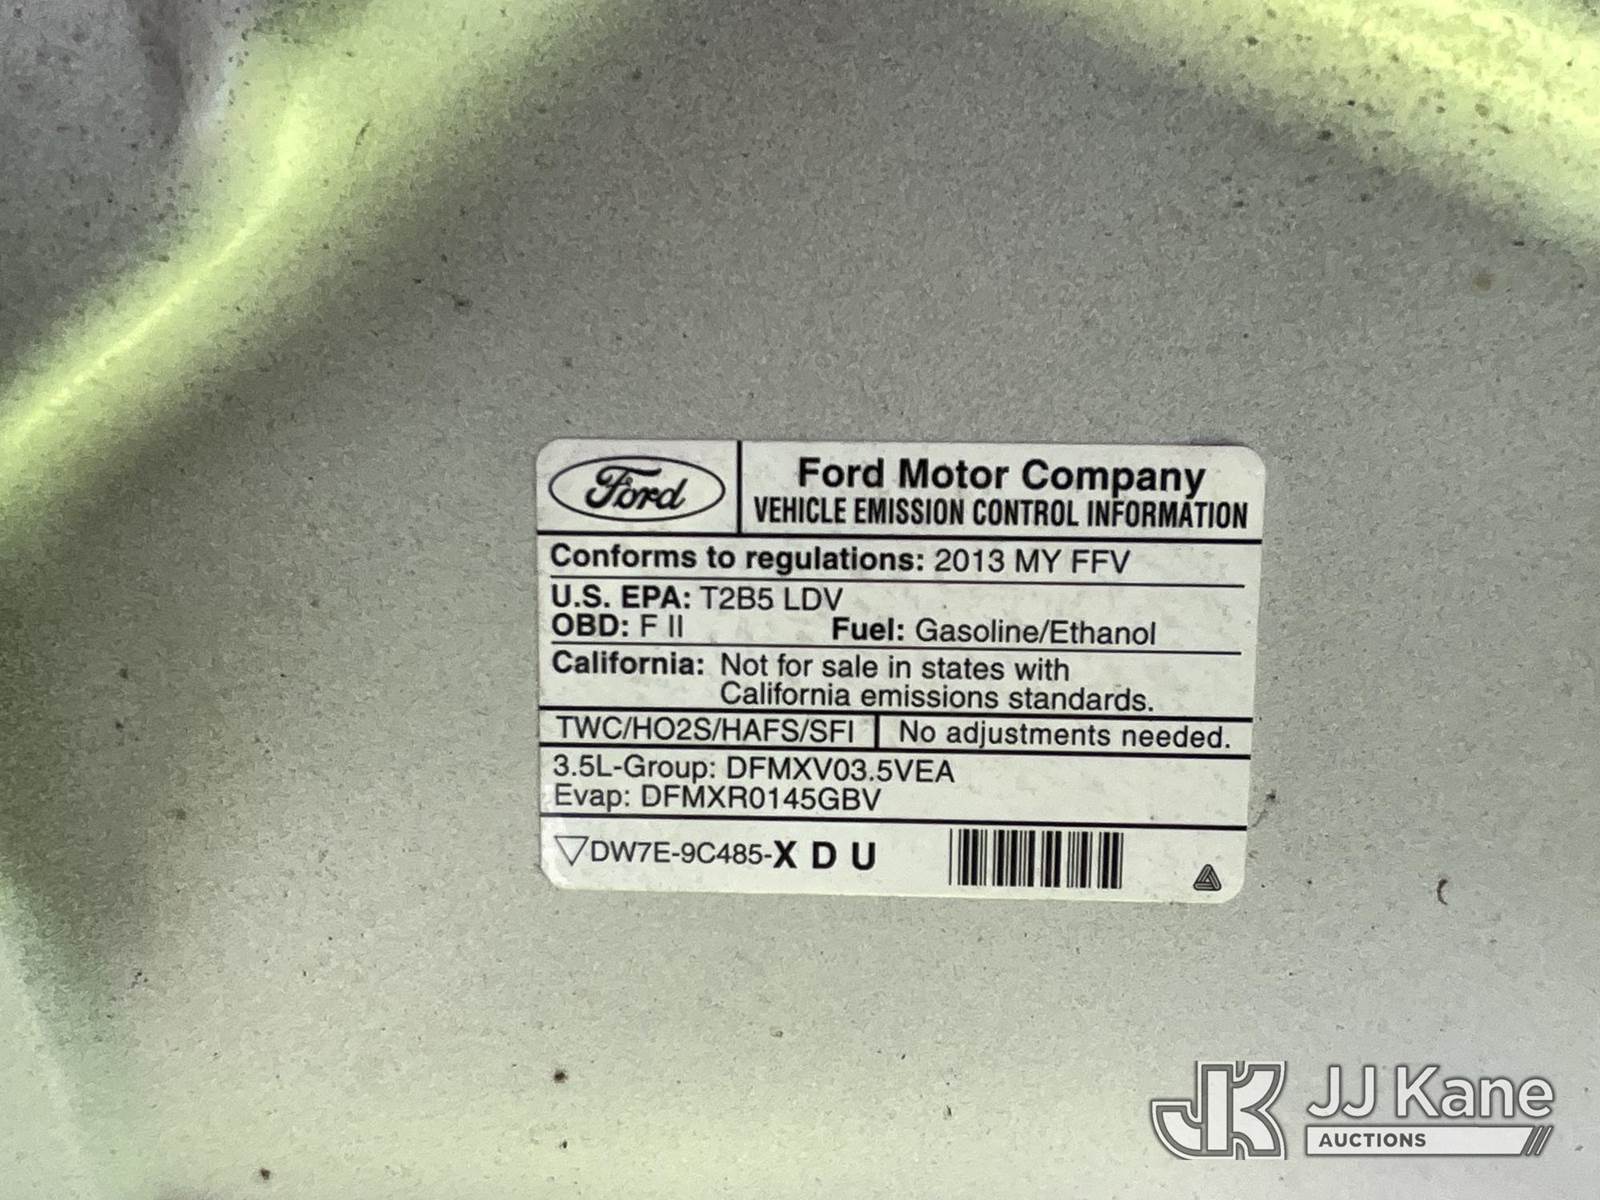 Ford
Ford Motor Company
VEHICLE EMISSION CONTROL INFORMATION
Conforms to regulations: 2013 MY FFV
U.S. EPA: T2B5 LDV
OBD: F II Fuel: Gasoline/Ethanol
California: Not for sale in states with
California emissions standards.
TWC/HO2S/HAFS/SFI No adjustments needed.
3.5L-Group: DFMXV03.5VEA
Evap: DFMXR0145GBV
DW7E-9C485-X D U
JK JJ Kane
AUCTIONS